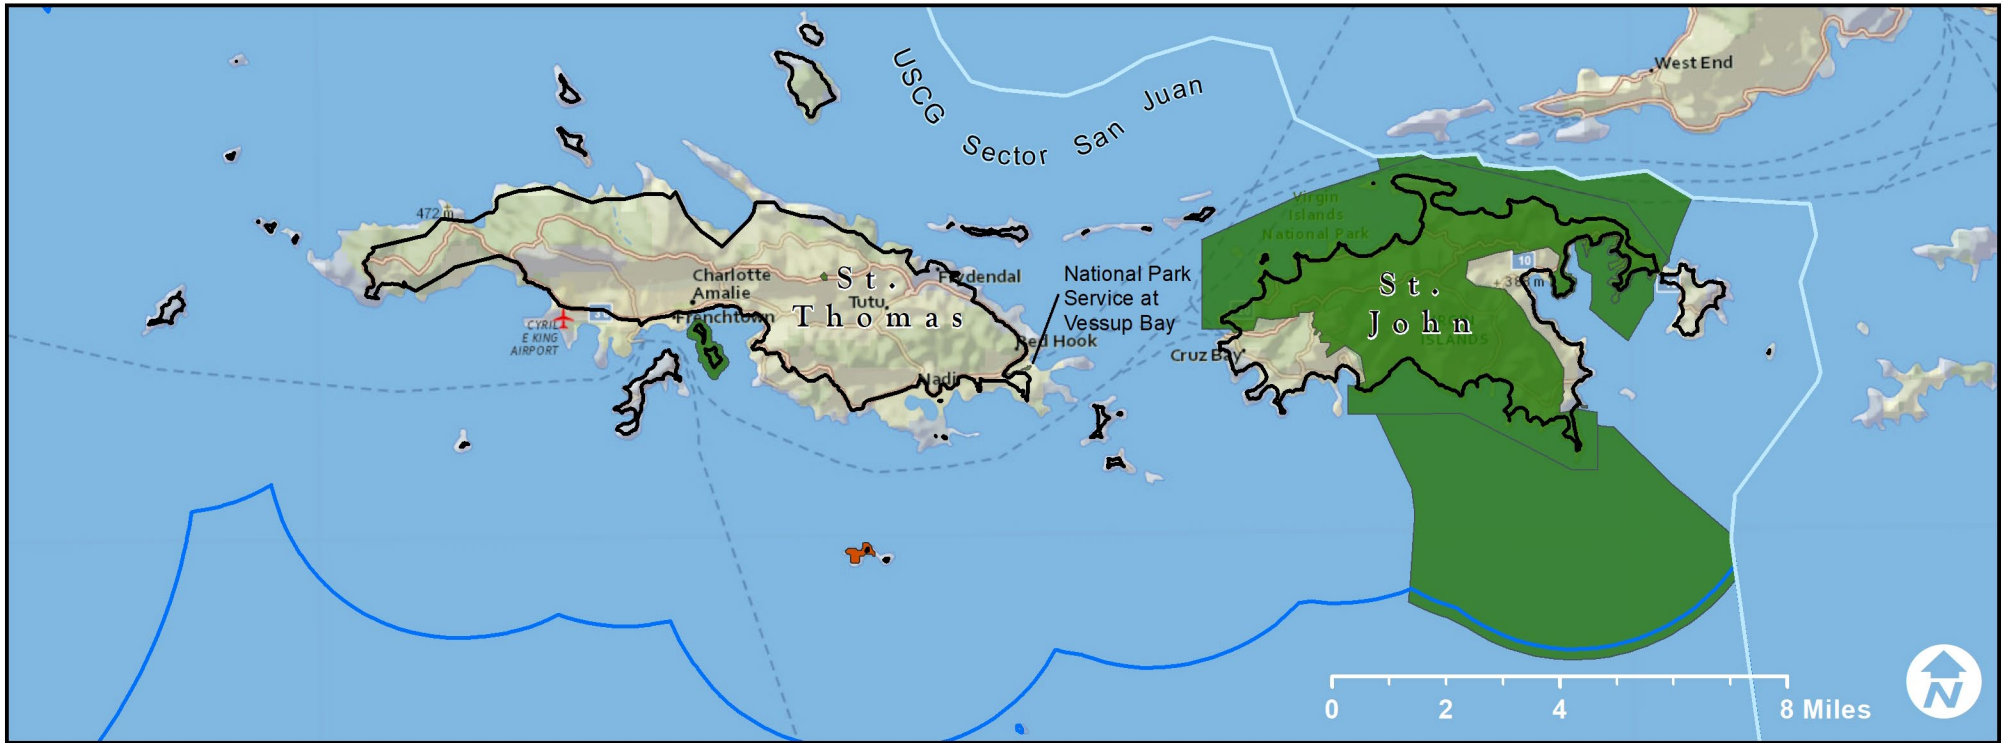 USCG Sector San Juan
West End
Virgin
Islands
National Park
472 m
Charlotte
Amalie
Frenchtown
St.
Thomas
Tutu
National Park
Service at
Vessup Bay
Red Hook
Nadi
CYRIL
E KING
AIRPORT
10
St.
John
ISLANDS
Cruz Bay
N
0 2 4 8 Miles